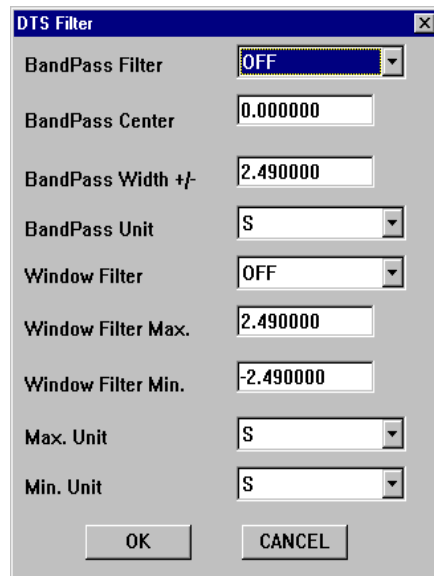 DTS Filter
BandPass Filter OFF
BandPass Center 0.000000
BandPass Width +/- 2.490000
BandPass Unit S
Window Filter OFF
Window Filter Max. 2.490000
Window Filter Min. -2.490000
Max. Unit S
Min. Unit S
OK CANCEL